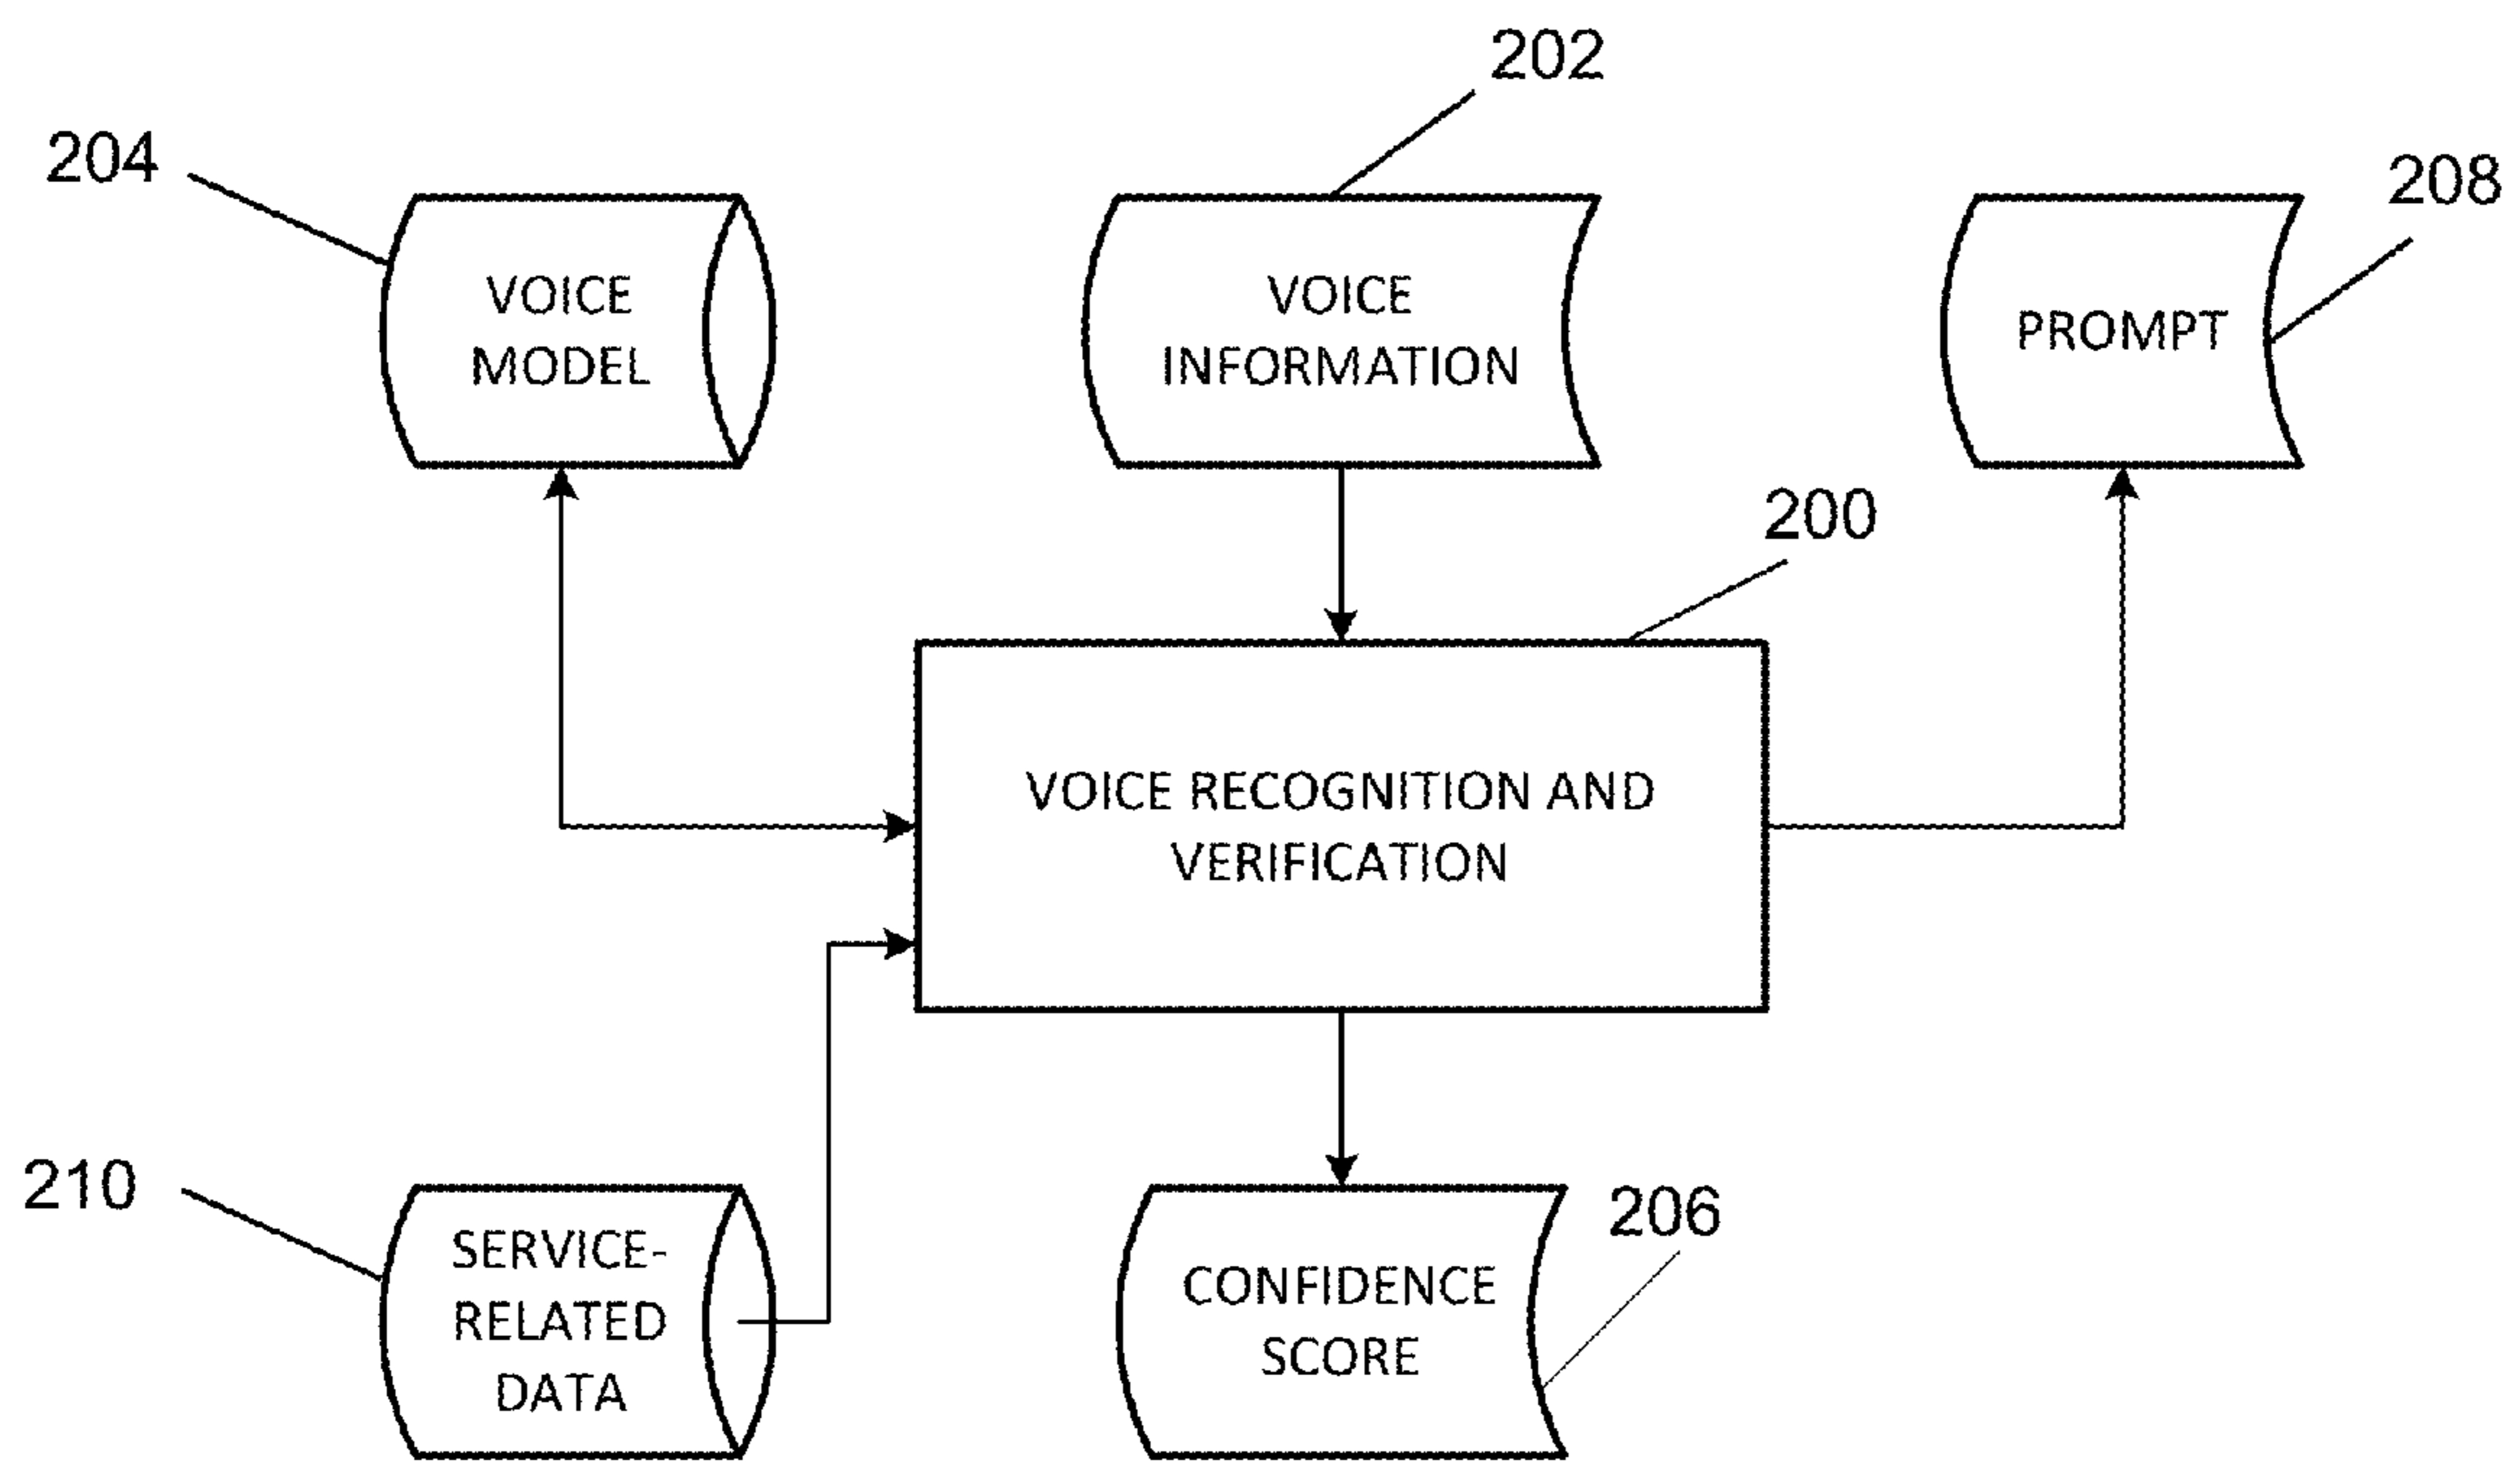 202
204
208
VOICE
MODEL
VOICE
INFORMATION
PROMPT
200
VOICE RECOGNITION AND
VERIFICATION
210
206
SERVICE-
RELATED
DATA
CONFIDENCE
SCORE